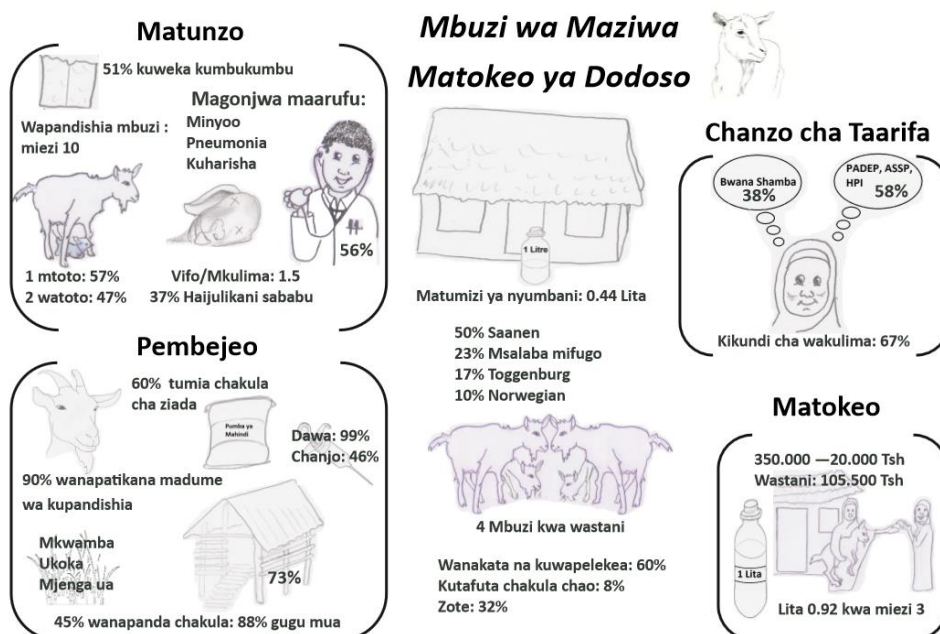 Mbuzi wa Maziwa
Matokeo ya Dodoso
Matunzo
51% kuweka kumbukumbu
Magonjwa maarufu:
Minyoo
Pneumonia
Kuharisha
Wapandishia mbuzi :
miezi 10
56%
1 mtoto: 57%
2 watoto: 47%
Vifo/Mkulima: 1.5
37% Haijulikani sababu
Pembejeo
60% tumia chakula
cha ziada
Pumba ya
Mahindi
Dawa: 99%
Chanjo: 46%
90% wanapatikana madume
wa kupandishia
Mkwamba
Ukoka
Mjenga ua
73%
45% wanapanda chakula: 88% gugu mua
1 Litre
Matumizi ya nyumbani: 0.44 Lita
50% Saanen
23% Msalaba mifugo
17% Toggenburg
10% Norwegian
4 Mbuzi kwa wastani
Wanakata na kuwapelekea: 60%
Kutafuta chakula chao: 8%
Zote: 32%
Chanzo cha Taarifa
Bwana Shamba
38%
PADEP, ASSP,
HPI 58%
Kikundi cha wakulima: 67%
Matokeo
350.000 —20.000 Tsh
Wastani: 105.500 Tsh
1 Lita
Lita 0.92 kwa miezi 3